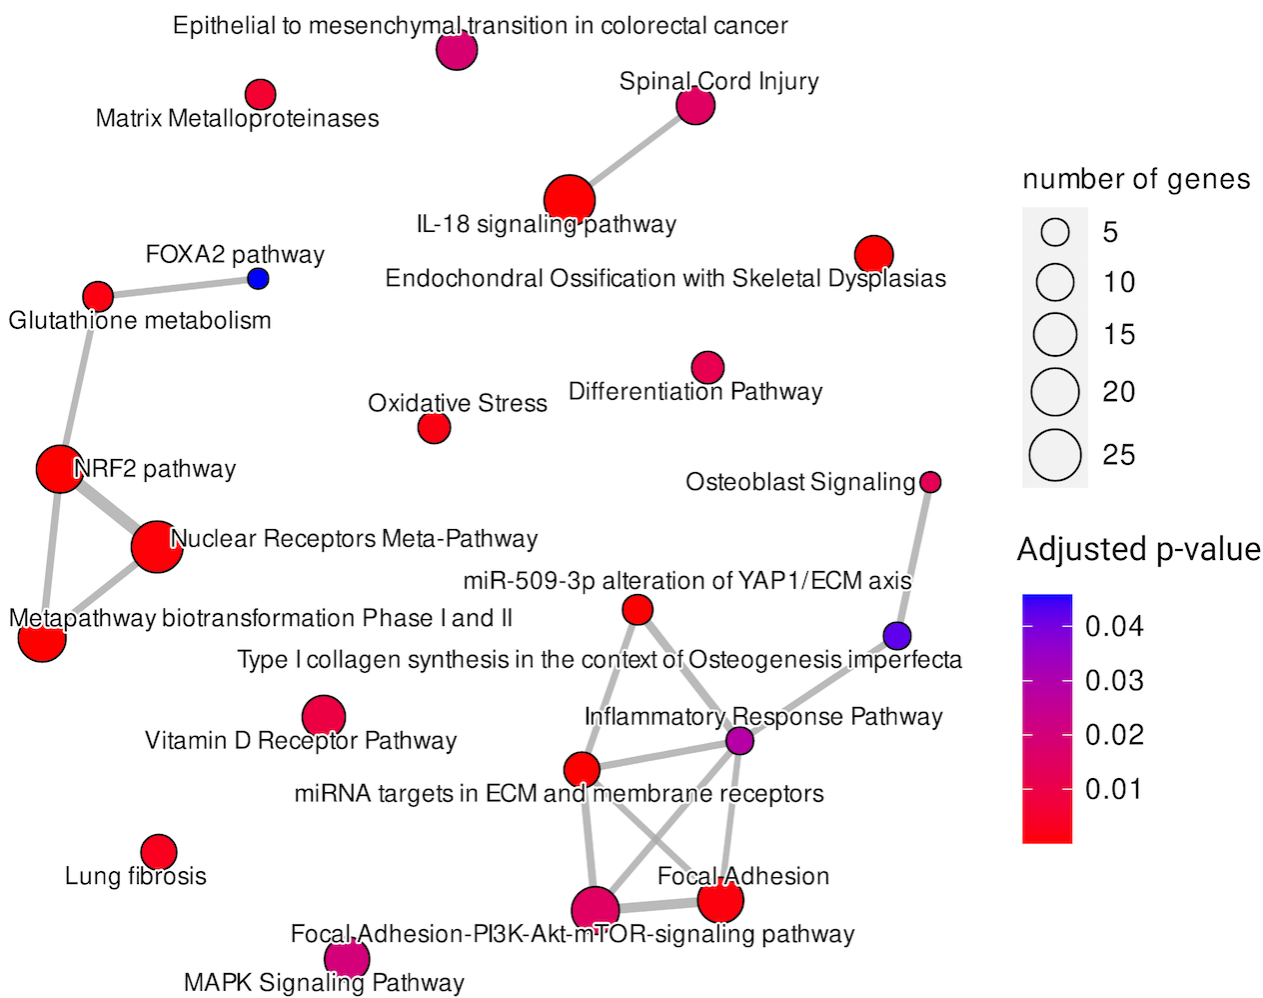 Epithelial to mesenchymal transition in colorectal cancer
Spinal Cord Injury
Matrix Metalloproteinases
IL-18 signaling pathway
FOXA2 pathway
Endochondral Ossification with Skeletal Dysplasias
Glutathione metabolism
Differentiation Pathway
Oxidative Stress
NRF2 pathway
Osteoblast Signaling
Nuclear Receptors Meta-Pathway
miR-509-3p alteration of YAP1/ECM axis
Metapathway biotransformation Phase I and II
Type I collagen synthesis in the context of Osteogenesis imperfecta
Inflammatory Response Pathway
Vitamin D Receptor Pathway
miRNA targets in ECM and membrane receptors
Lung fibrosis
Focal Adhesion
Focal Adhesion-PI3K-Akt-mTOR-signaling pathway
MAPK Signaling Pathway
number of genes
5
10
15
20
25
Adjusted p-value
0.04
0.03
0.02
0.01